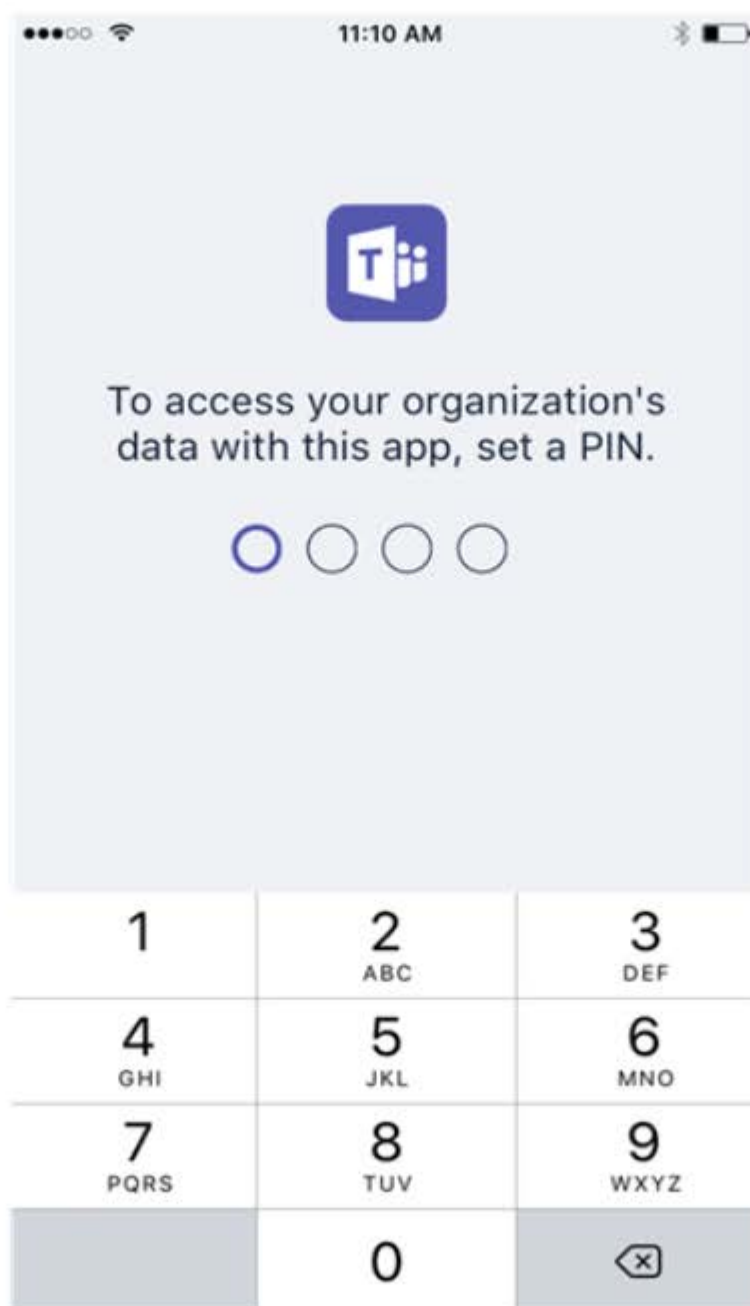 11:10 AM
T
To access your organization's
data with this app, set a PIN.
1
2
ABC
3
DEF
4
GHI
5
JKL
6
MNO
7
PQRS
8
TUV
9
WXYZ
0